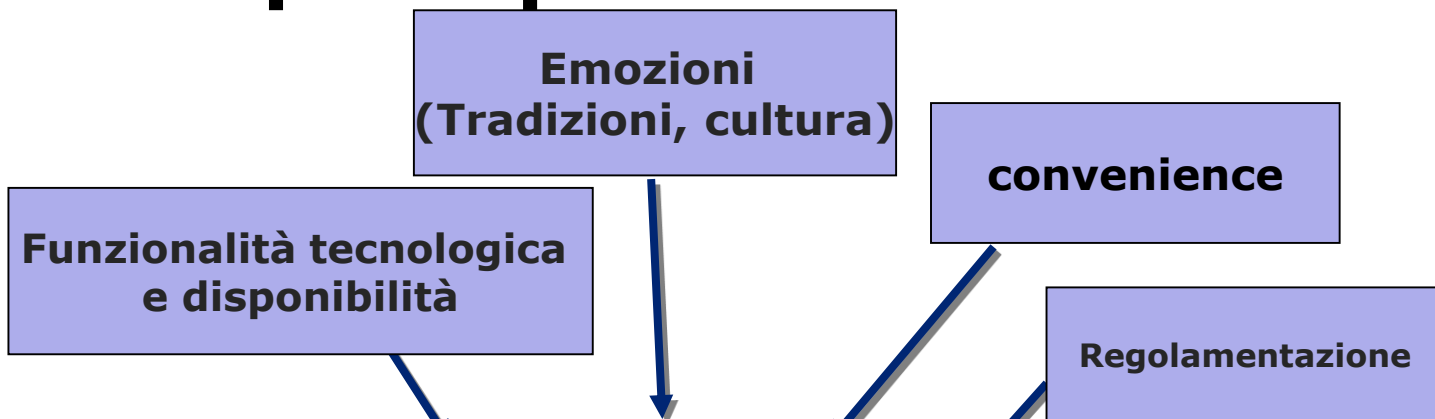 Emozioni
(Tradizioni, cultura)
convenience
Funzionalità tecnologica
e disponibilità
Regolamentazione